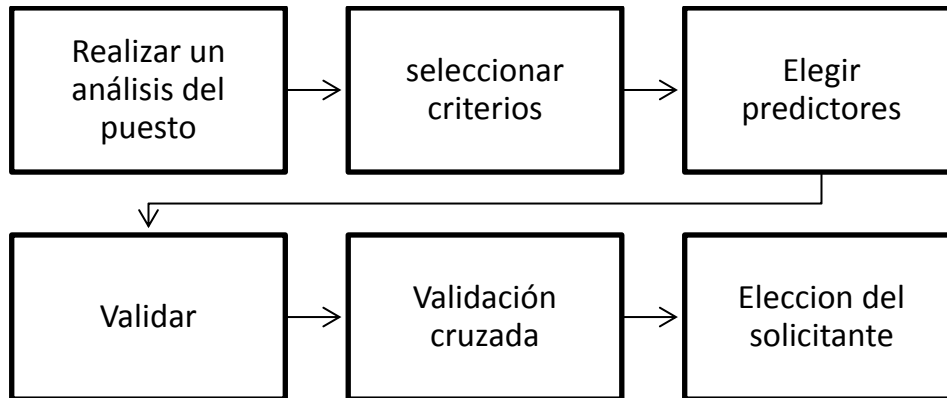 Realizar un
análisis del
puesto
seleccionar
criterios
Elegir
predictores
Validar
Validación
cruzada
Eleccion del
solicitante